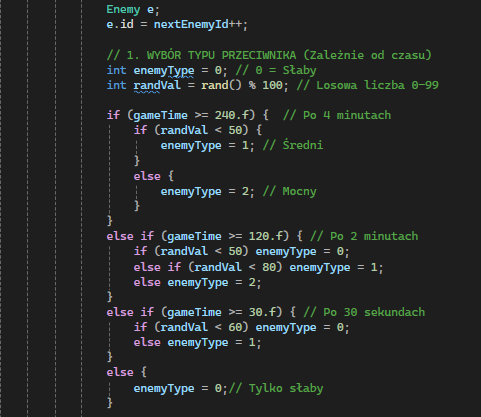 Enemy e;
e.id = nextEnemyId++;
// 1. WYBÓR TYPU PRZECIWNIKA (Zależnie od czasu)
int enemyType = 0; // 0 = Słaby
int randVal = rand() % 100; // Losowa liczba 0-99
if (gameTime >= 240.f) {  // Po 4 minutach
if (randVal < 50) {
enemyType = 1; // Średni
}
else {
enemyType = 2; // Mocny
}
}
else if (gameTime >= 120.f) { // Po 2 minutach
if (randVal < 50) enemyType = 0;
else if (randVal < 80) enemyType = 1;
else enemyType = 2;
}
else if (gameTime >= 30.f) { // Po 30 sekundach
if (randVal < 60) enemyType = 0;
else enemyType = 1;
}
else {
enemyType = 0;// Tylko słaby
}